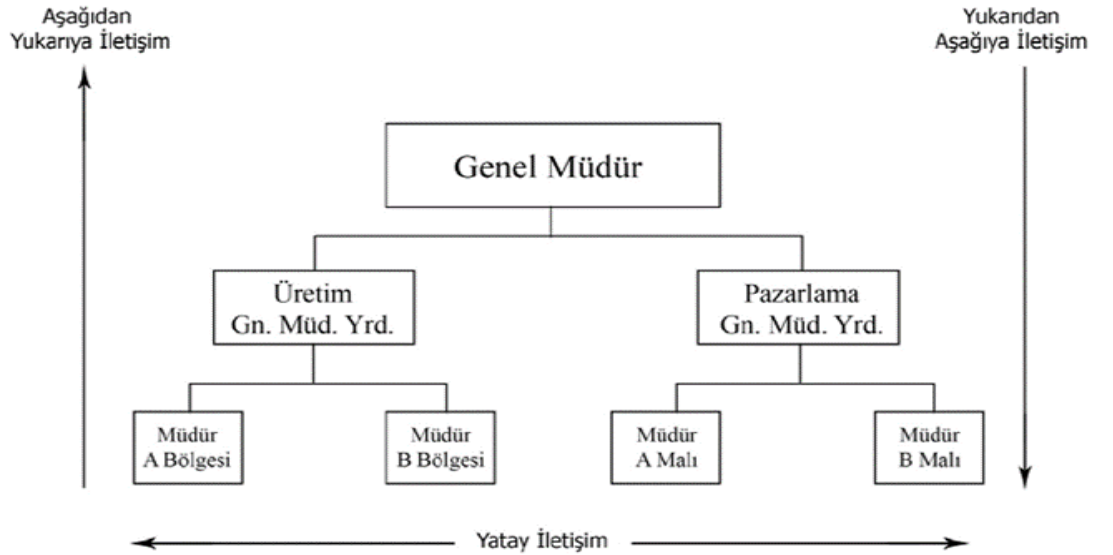 Aşağıdan
Yukarıya İletişim
Yukarıdan
Aşağıya İletişim
Genel Müdür
Üretim
Gn. Müd. Yrd.
Pazarlama
Gn. Müd. Yrd.
Müdür
A Bölgesi
Müdür
B Bölgesi
Müdür
A Malı
Müdür
B Malı
Yatay İletişim